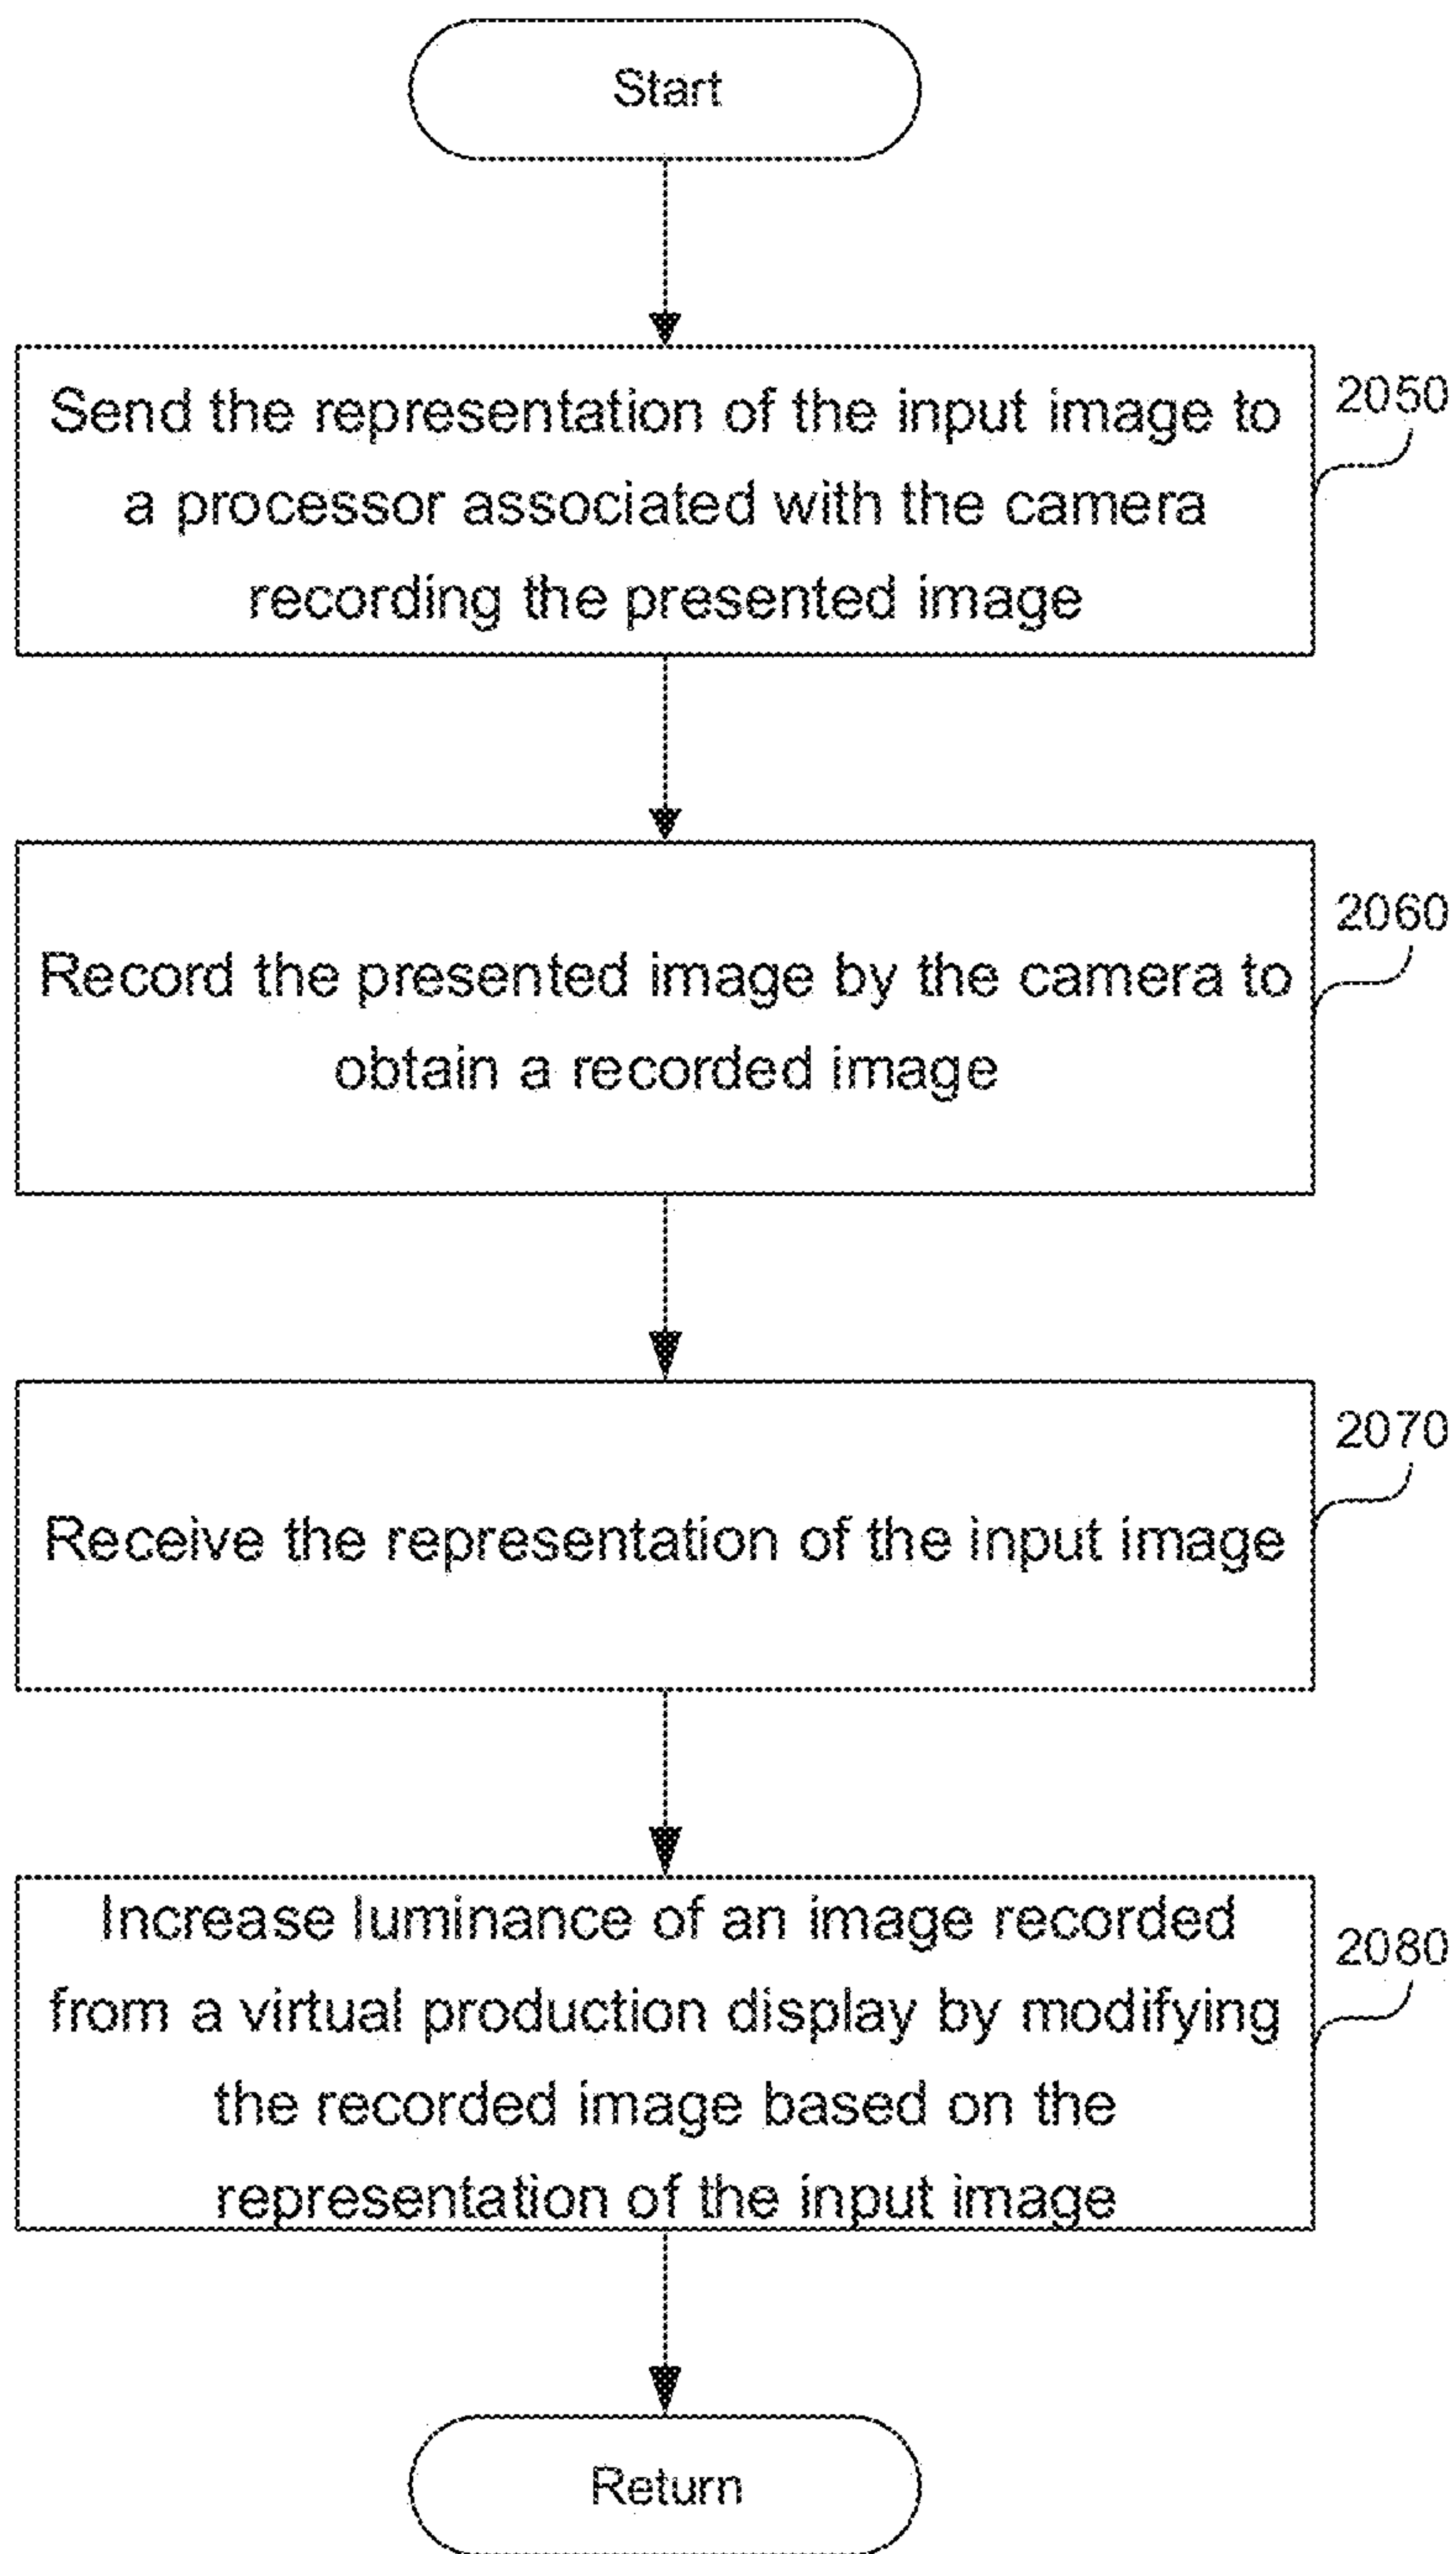 Start
Send the representation of the input image to
a processor associated with the camera
recording the presented image
2050
Record the presented image by the camera to
obtain a recorded image
2060
Receive the representation of the input image
2070
Increase luminance of an image recorded
from a virtual production display by modifying
the recorded image based on the
representation of the input image
2080
Return